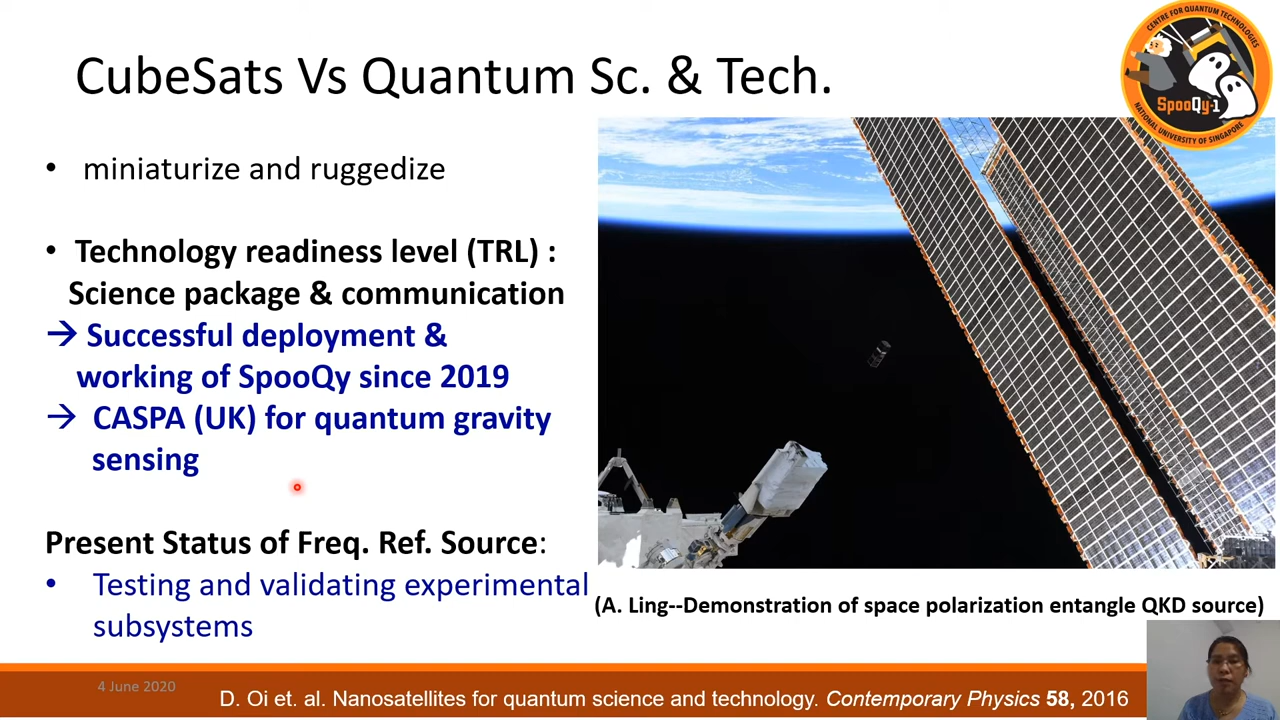 CubeSats Vs Quantum Sc. & Tech.
CENTRE FOR QUANTUM TECHNOLOGIES
SpooQy-1
NATIONAL UNIVERSITY OF SINGAPORE
• miniaturize and ruggedize
• Technology readiness level (TRL) :
Science package & communication
→ Successful deployment &
working of SpooQy since 2019
→ CASPA (UK) for quantum gravity
sensing
Present Status of Freq. Ref. Source:
• Testing and validating experimental
subsystems
(A. Ling--Demonstration of space polarization entangle QKD source)
4 June 2020
D. Oi et. al. Nanosatellites for quantum science and technology. Contemporary Physics 58, 2016